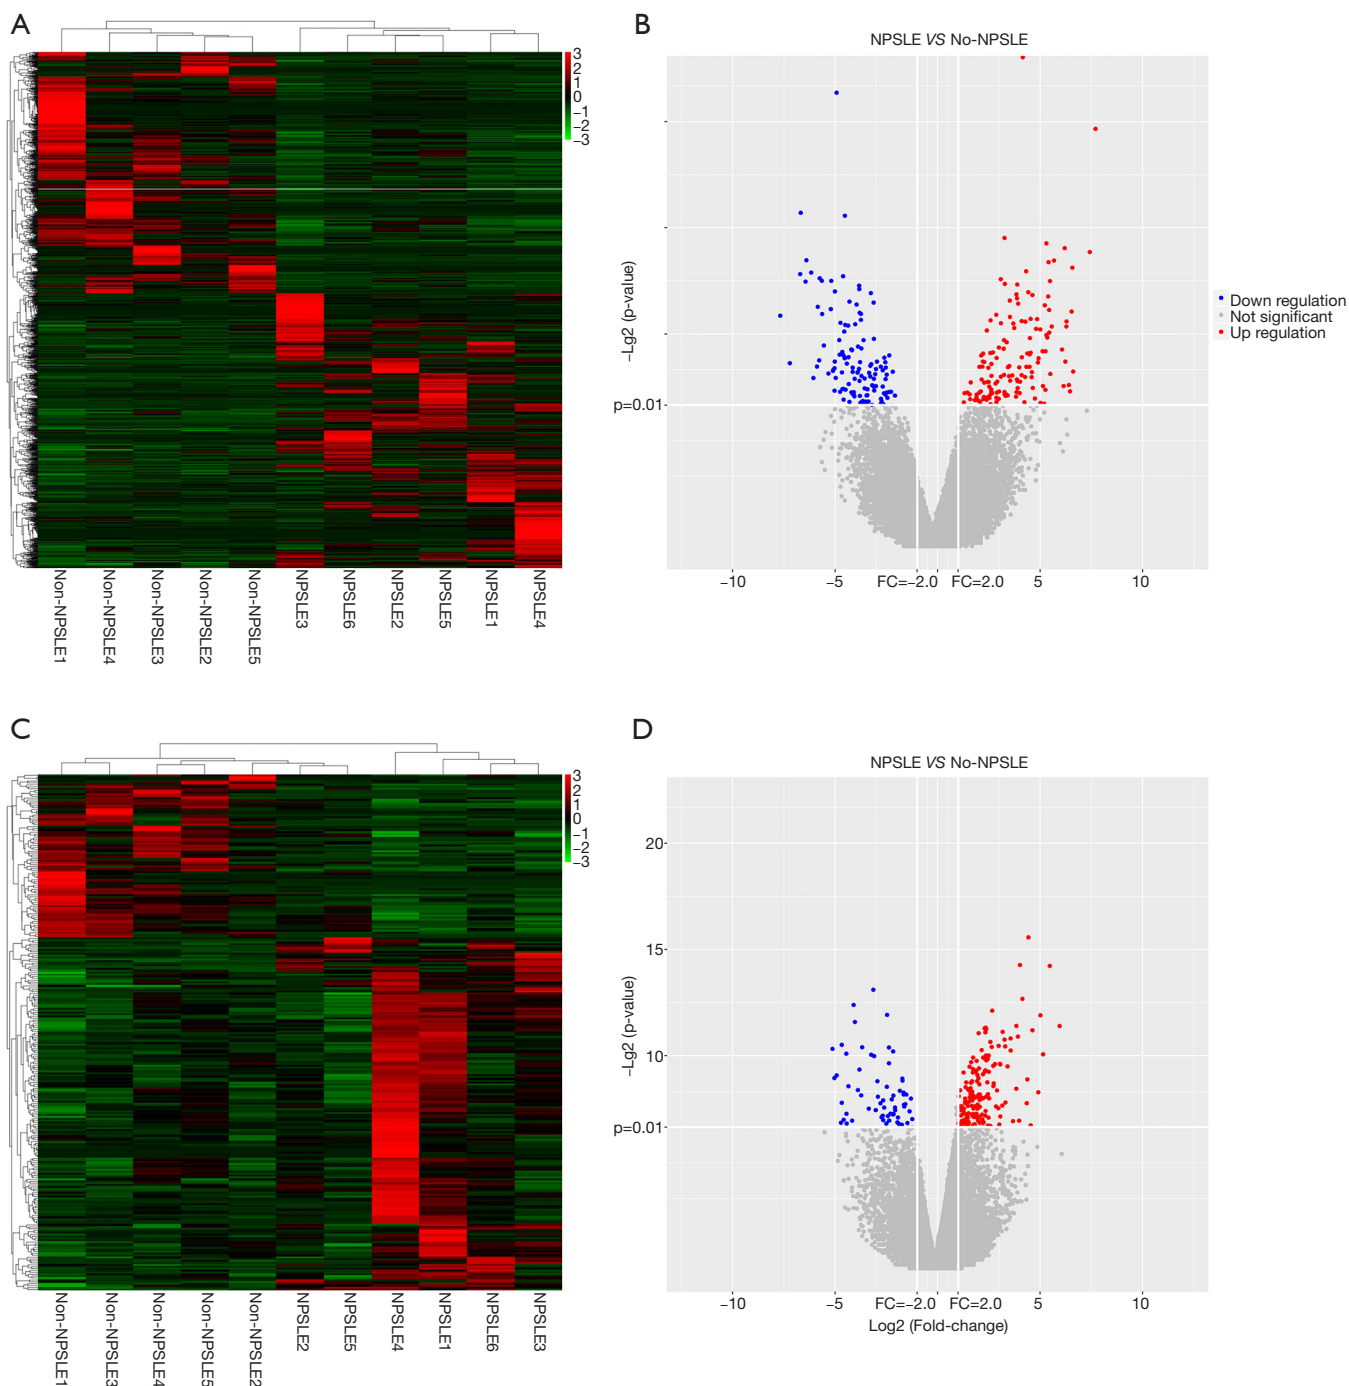 A
3
2
1
0
−1
−2
−3
Non-NPSLE1
Non-NPSLE4
Non-NPSLE3
Non-NPSLE2
Non-NPSLE5
NPSLE3
NPSLE6
NPSLE2
NPSLE5
NPSLE1
NPSLE4
B
NPSLE VS No-NPSLE
−Lg2 (p-value)
p=0.01
−10
−5
FC=−2.0
FC=2.0
5
10
Down regulation
Not significant
Up regulation
C
3
2
1
0
−1
−2
−3
Non-NPSLE1
Non-NPSLE3
Non-NPSLE4
Non-NPSLE5
Non-NPSLE2
NPSLE2
NPSLE5
NPSLE4
NPSLE1
NPSLE6
NPSLE3
D
NPSLE VS No-NPSLE
20
15
10
−Lg2 (p-value)
p=0.01
−10
−5
FC=−2.0
FC=2.0
5
10
Log2 (Fold-change)